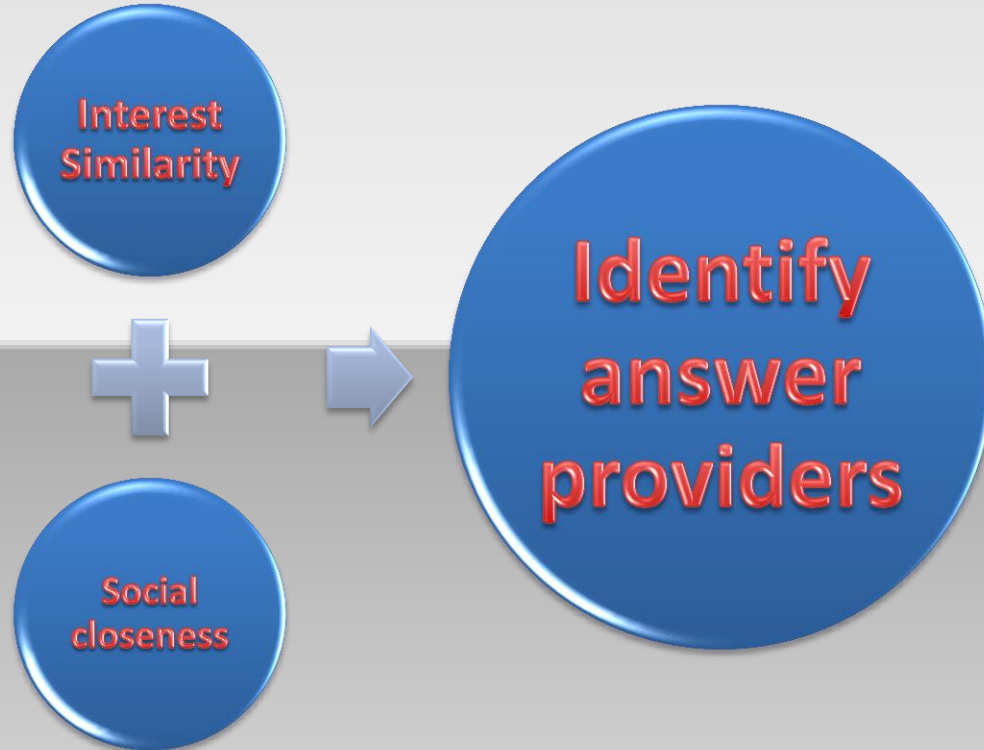 Interest
Similarity
Social
closeness
Identify
answer
providers